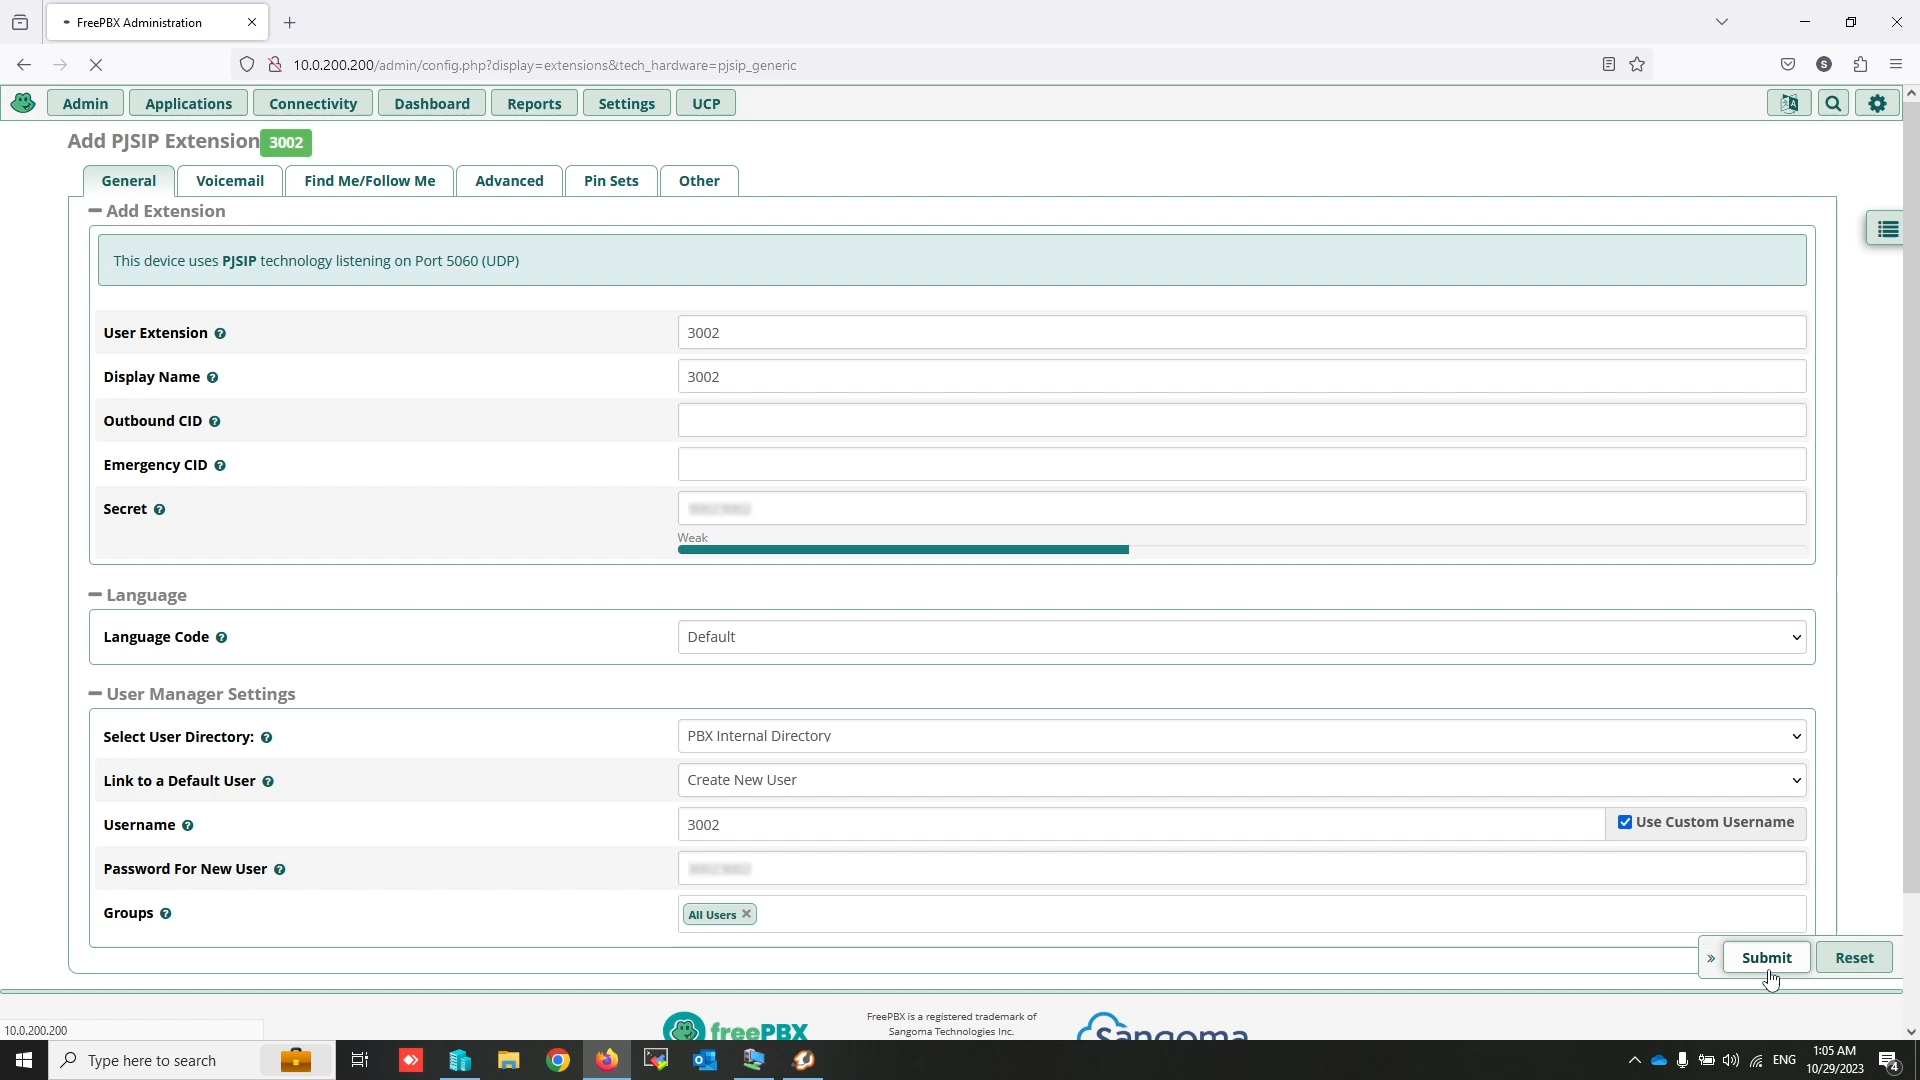 FreePBX Administration
10.0.200.200/admin/config.php?display=extensions&tech_hardware=pjsip_generic
S
Admin
Applications
Connectivity
Dashboard
Reports
Settings
UCP
Add PJSIP Extension 3002
General
Voicemail
Find Me/Follow Me
Advanced
Pin Sets
Other
Add Extension
This device uses PJSIP technology listening on Port 5060 (UDP)
User Extension
3002
Display Name
3002
Outbound CID
Emergency CID
Secret
Weak
Language
Language Code
Default
User Manager Settings
Select User Directory:
PBX Internal Directory
Link to a Default User
Create New User
Username
3002
Use Custom Username
Password For New User
Groups
All Users
» Submit
Reset
10.0.200.200
freePBX
FreePBX is a registered trademark of
Sangoma Technologies Inc.
Sangoma
Type here to search
ENG
1:05 AM
10/29/2023
4